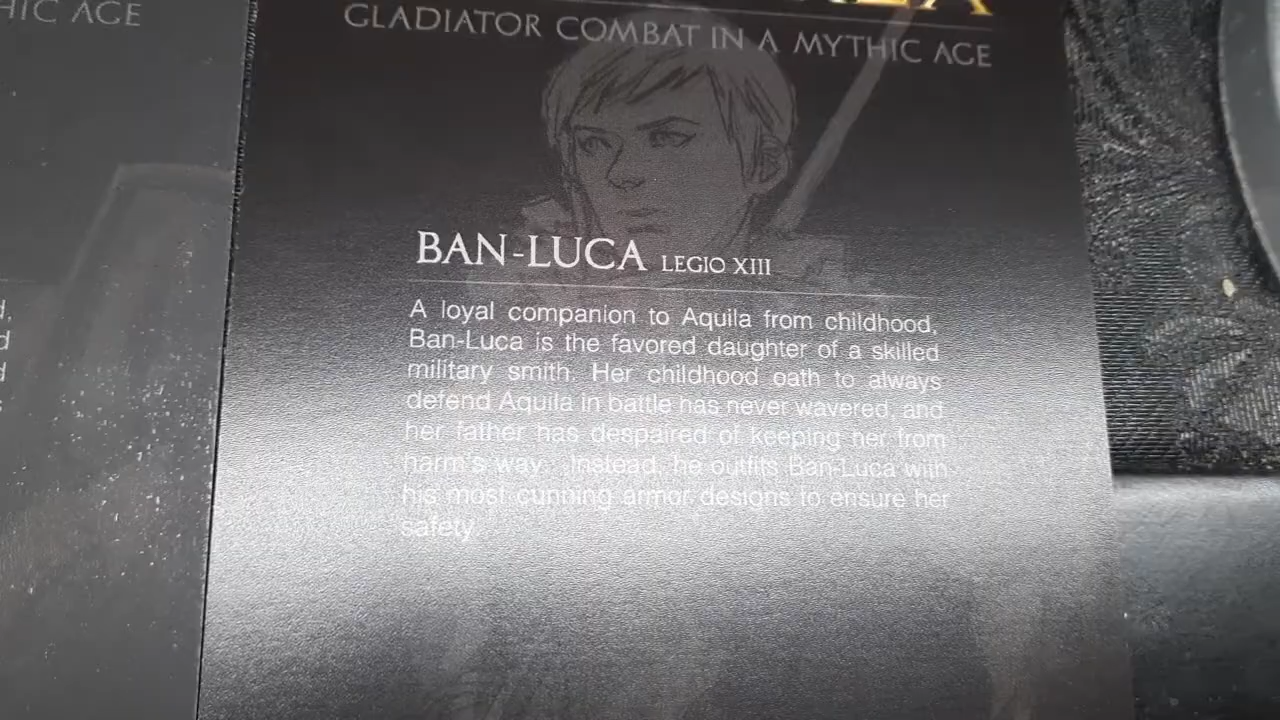 HIC AGE
GLADIATOR COMBAT IN A MYTHIC AGE
BAN-LUCA LEGIO XIII
A loyal companion to Aquila from childhood,
Ban-Luca is the favored daughter of a skilled
military smith. Her childhood oath to always
defend Aquila in battle has never wavered, and
her father has despaired of keeping her from
harm's way. Instead, he outfits Ban-Luca with
his most cunning armor designs to ensure her
safety.